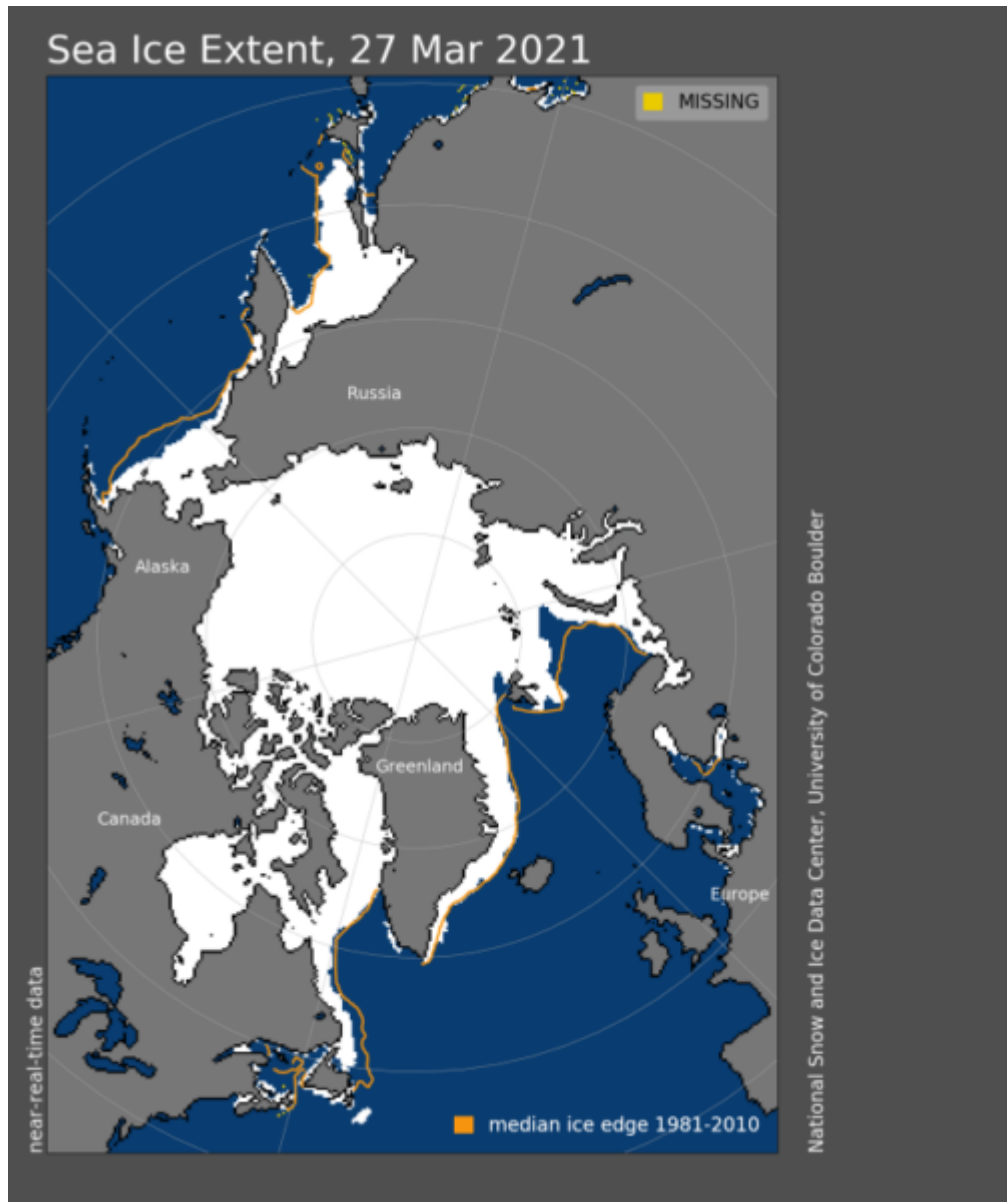 Sea Ice Extent, 27 Mar 2021
MISSING
Russia
Alaska
Greenland
Canada
Europe
near-real-time data
median ice edge 1981-2010
National Snow and Ice Data Center, University of Colorado Boulder